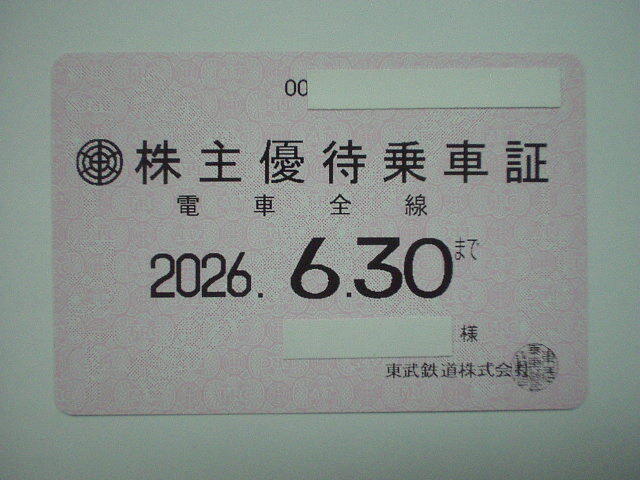 00
株主優待乗車証
電車全線
2026. 6.30まで
様
東武鉄道株式会社